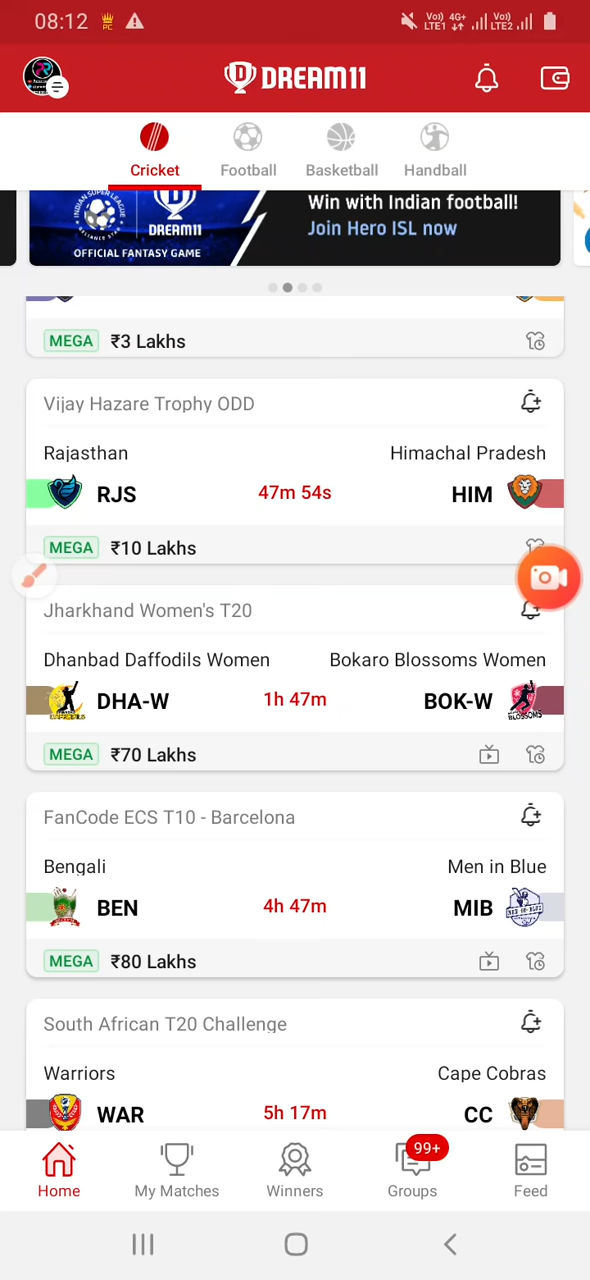 08:12 PC Vo) 4G+ LTE1 Vo) LTE2
DREAM11
Cricket Football Basketball Handball
INDIAN SUPER LEAGUE
DREAM11
OFFICIAL FANTASY GAME
Win with Indian football!
Join Hero ISL now
MEGA ₹3 Lakhs
Vijay Hazare Trophy ODD
Rajasthan Himachal Pradesh
RJS 47m 54s HIM
MEGA ₹10 Lakhs
Jharkhand Women's T20
Dhanbad Daffodils Women Bokaro Blossoms Women
DHA-W 1h 47m BOK-W
MEGA ₹70 Lakhs
FanCode ECS T10 - Barcelona
Bengali Men in Blue
BEN 4h 47m MIB
MEGA ₹80 Lakhs
South African T20 Challenge
Warriors Cape Cobras
WAR 5h 17m CC
99+
Home My Matches Winners Groups Feed